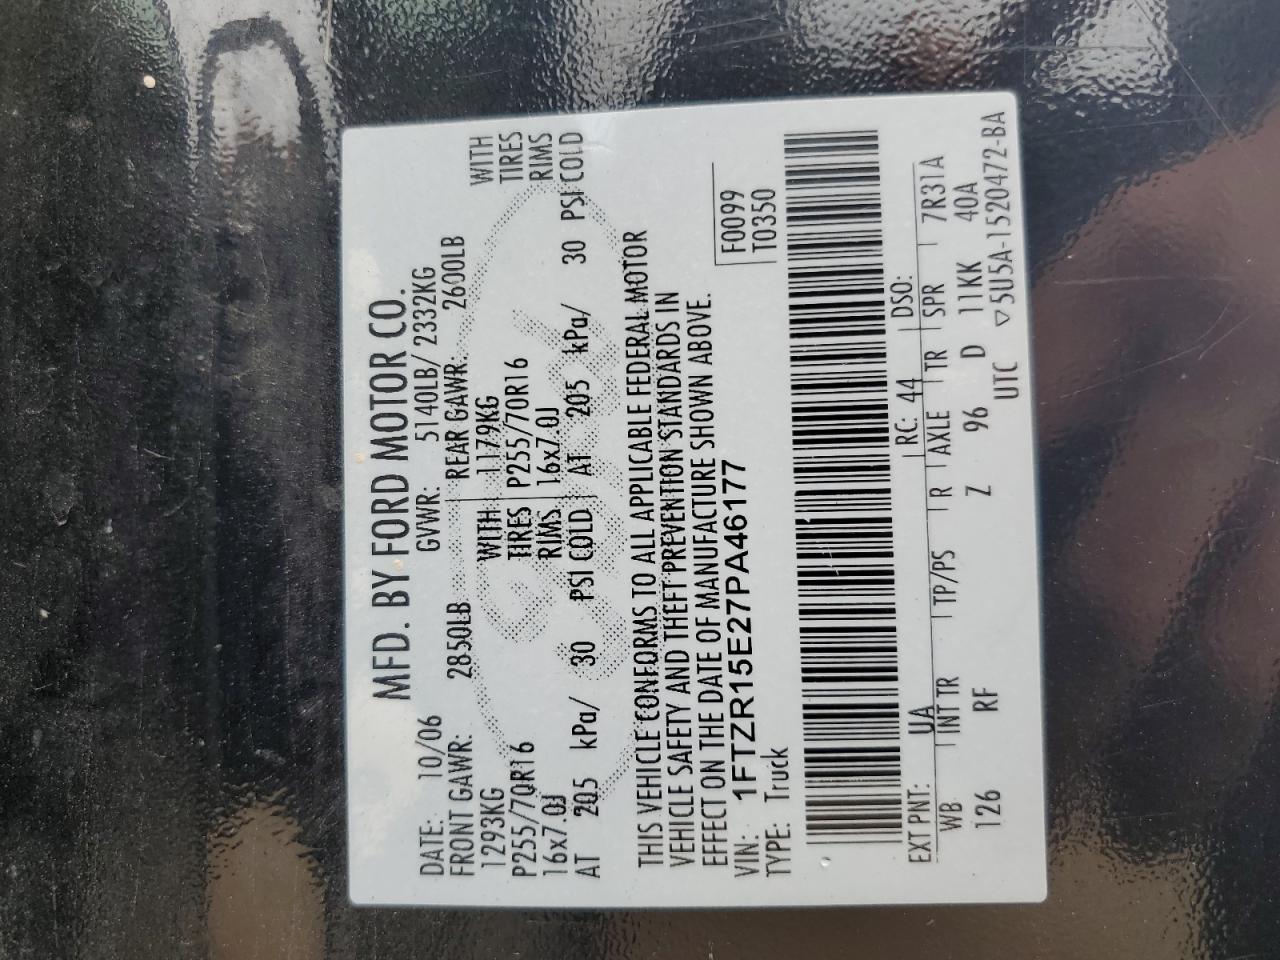 MFD. BY FORD MOTOR CO.
DATE: 10/06 GVWR: 5140LB/ 2332KG
FRONT GAWR: 2850LB REAR GAWR: 2600LB
1293KG WITH 1179KG WITH
P255/70R16 TIRES P255/70R16 TIRES
16x7.0J RIMS 16x7.0J RIMS
AT 205 kPa/ 30 PSI COLD AT 205 kPa/ 30 PSI COLD
THIS VEHICLE CONFORMS TO ALL APPLICABLE FEDERAL MOTOR
VEHICLE SAFETY AND THEFT PREVENTION STANDARDS IN
EFFECT ON THE DATE OF MANUFACTURE SHOWN ABOVE.
VIN: 1FTZR15E27PA46177 F0099
TYPE: Truck T0350
EXT PNT: UA RC: 44 DSO:
WB INT TR TP/PS R AXLE TR SPR 7R31A
126 RF Z 96 D 11KK 40A
UTC ▽5U5A-1520472-BA